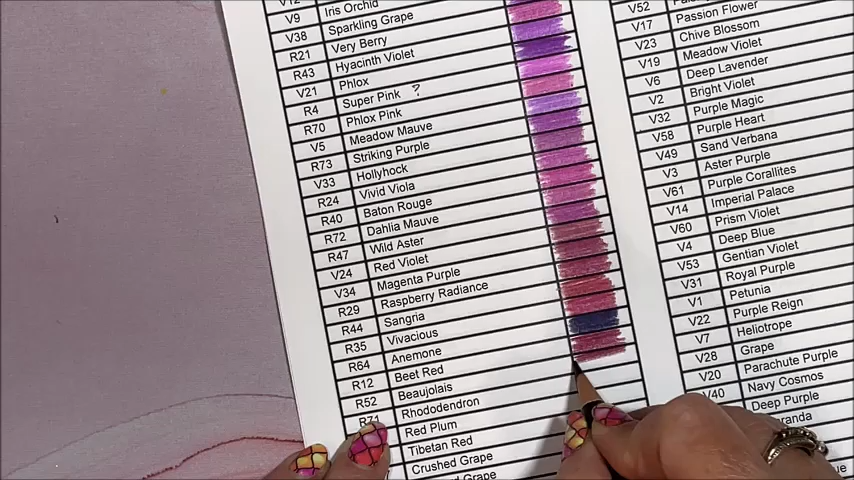 V9 Iris Orchid
V38 Sparkling Grape
R21 Very Berry
R43 Hyacinth Violet
V21 Phlox
R4 Super Pink ?
R70 Phlox Pink
V5 Meadow Mauve
R73 Striking Purple
V33 Hollyhock
R24 Vivid Viola
R40 Baton Rouge
R72 Dahlia Mauve
R47 Wild Aster
V24 Red Violet
V34 Magenta Purple
R29 Raspberry Radiance
R44 Sangria
R35 Vivacious
R64 Anemone
R12 Beet Red
R52 Beaujolais
R71 Rhododendron
Red Plum
Tibetan Red
Crushed Grape
Grape
V52
V17 Passion Flower
V23 Chive Blossom
V19 Meadow Violet
V6 Deep Lavender
V2 Bright Violet
V32 Purple Magic
V58 Purple Heart
V49 Sand Verbana
V3 Aster Purple
V61 Purple Corallites
V14 Imperial Palace
V60 Prism Violet
V4 Deep Blue
V53 Gentian Violet
V31 Royal Purple
V1 Petunia
V22 Purple Reign
V7 Heliotrope
V28 Grape
V20 Parachute Purple
V40 Navy Cosmos
Deep Purple